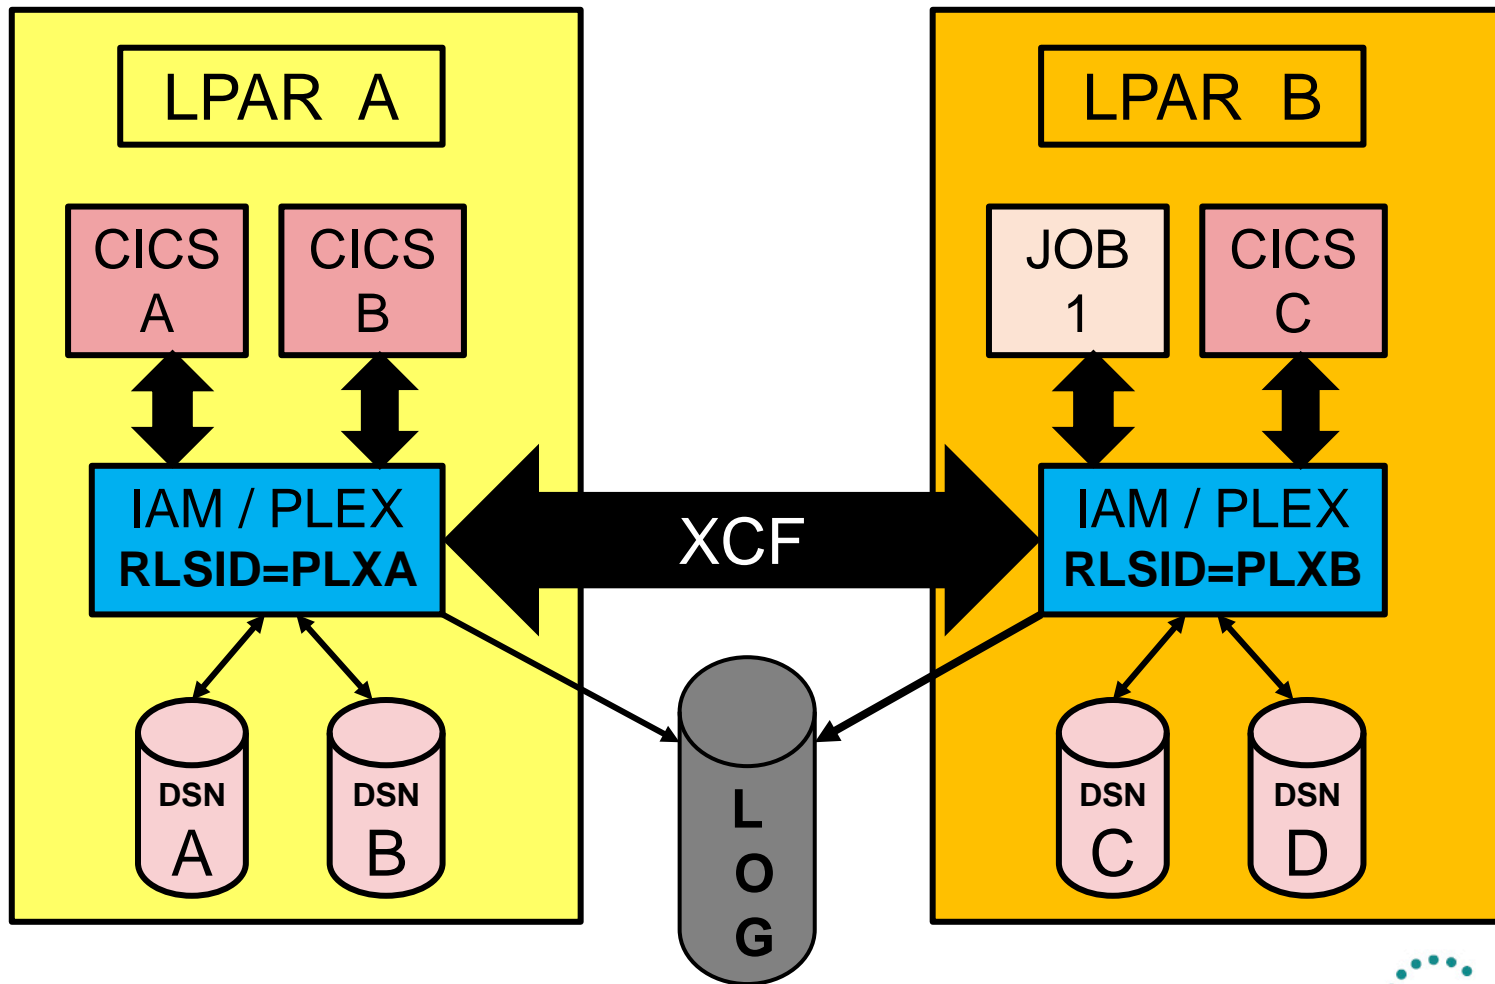 LPAR A
CICS
A
CICS
B
IAM / PLEX
RLSID=PLXA
DSN
A
DSN
B
XCF
L
O
G
LPAR B
JOB
1
CICS
C
IAM / PLEX
RLSID=PLXB
DSN
C
DSN
D